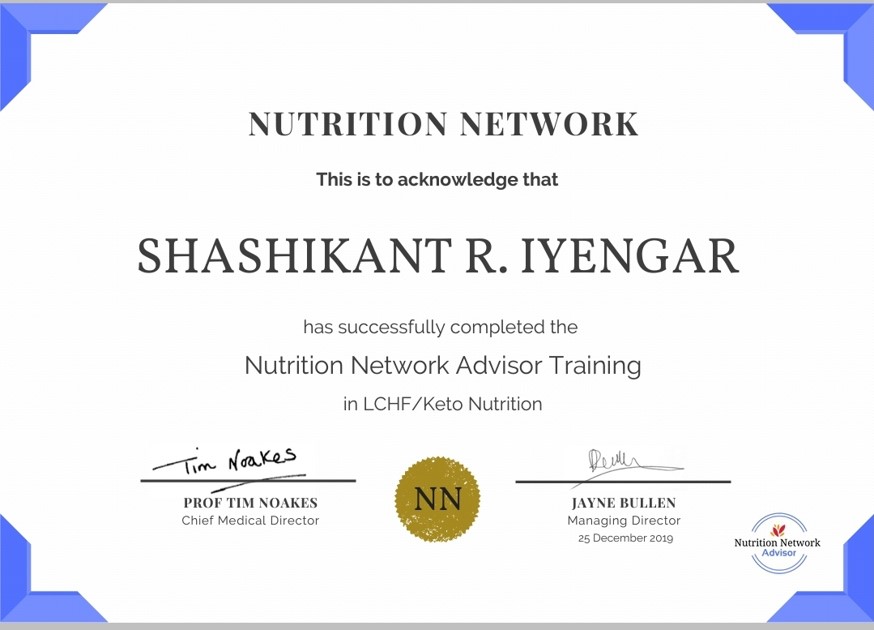 NUTRITION NETWORK
This is to acknowledge that
SHASHIKANT R. IYENGAR
has successfully completed the
Nutrition Network Advisor Training
in LCHF/Keto Nutrition
Tim Noakes
PROF TIM NOAKES
Chief Medical Director
NN
JAYNE BULLEN
Managing Director
25 December 2019
Nutrition Network
Advisor